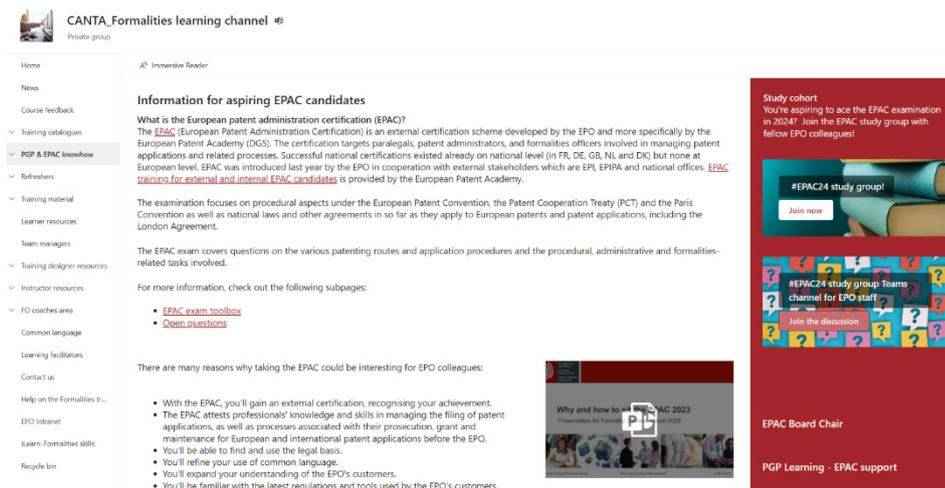 CANTA_Formalities learning channel
Private group
Home
News
Course feedback
Training catalogues
PGP & EPAC knowhow
Refreshers
Training material
Learner resources
Team managers
Training designer resources
Instructor resources
FO coaches area
Common language
Learning facilitators
Contact us
Help on the Formalities tr...
EPO Intranet
iLearn: Formalities skills
Recycle bin
Immersive Reader
Information for aspiring EPAC candidates
What is the European patent administration certification (EPAC)?
The EPAC (European Patent Administration Certification) is an external certification scheme developed by the EPO and more specifically by the
European Patent Academy (DG5). The certification targets paralegals, patent administrators, and formalities officers involved in managing patent
applications and related processes. Successful national certifications existed already on national level (in FR, DE, GB, NL and DK) but none at
European level. EPAC was introduced last year by the EPO in cooperation with external stakeholders which are EPI, EPIPA and national offices. EPAC
training for external and internal EPAC candidates is provided by the European Patent Academy.
The examination focuses on procedural aspects under the European Patent Convention, the Patent Cooperation Treaty (PCT) and the Paris
Convention as well as national laws and other agreements in so far as they apply to European patents and patent applications, including the
London Agreement.
The EPAC exam covers questions on the various patenting routes and application procedures and the procedural, administrative and formalities-
related tasks involved.
For more information, check out the following subpages:
• EPAC exam toolbox
• Open questions
There are many reasons why taking the EPAC could be interesting for EPO colleagues:
• With the EPAC, you'll gain an external certification, recognising your achievement.
• The EPAC attests professionals' knowledge and skills in managing the filing of patent
applications, as well as processes associated with their prosecution, grant and
maintenance for European and international patent applications before the EPO.
• You'll be able to find and use the legal basis.
• You'll refine your use of common language.
• You'll expand your understanding of the EPO's customers.
• You'll be familiar with the latest regulations and tools used by the EPO's customers.
Why and how to EPAC 2023
Study cohort
You're aspiring to ace the EPAC examination
in 2024? Join the EPAC study group with
fellow EPO colleagues!
#EPAC24 study group!
Join now
#EPAC24 study group Teams
channel for EPO staff
Join the discussion
EPAC Board Chair
PGP Learning - EPAC support